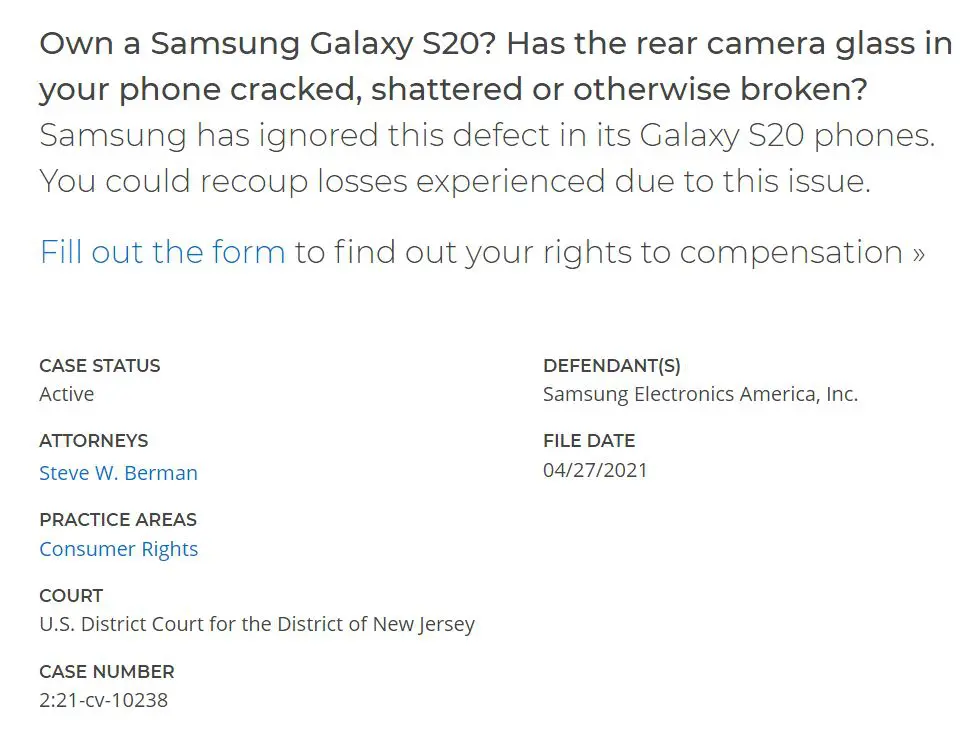 Own a Samsung Galaxy S20? Has the rear camera glass in
your phone cracked, shattered or otherwise broken?
Samsung has ignored this defect in its Galaxy S20 phones.
You could recoup losses experienced due to this issue.
Fill out the form to find out your rights to compensation »
CASE STATUS
Active
ATTORNEYS
Steve W. Berman
PRACTICE AREAS
Consumer Rights
COURT
U.S. District Court for the District of New Jersey
CASE NUMBER
2:21-cv-10238
DEFENDANT(S)
Samsung Electronics America, Inc.
FILE DATE
04/27/2021